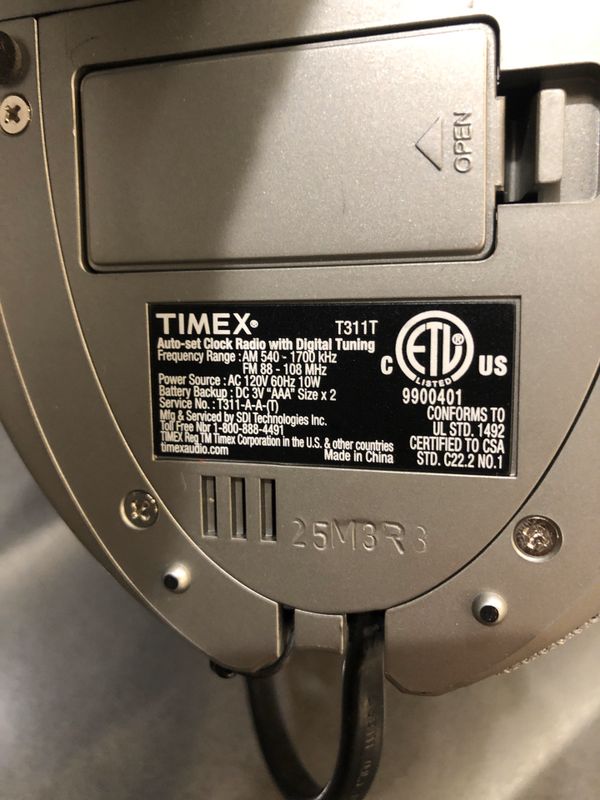 OPEN
TIMEX® T311T
Auto-set Clock Radio with Digital Tuning
Frequency Range : AM 540 - 1700 kHz
FM 88 - 108 MHz
Power Source : AC 120V 60Hz 10W
Battery Backup : DC 3V "AAA" Size x 2
Service No. : T311-A-A-(T)
Mfg & Serviced by SDI Technologies Inc.
Toll Free Nbr 1-800-888-4491
TIMEX Reg TM Timex Corporation in the U.S. & other countries
timexaudio.com Made in China
C ETL US
LISTED
9900401
CONFORMS TO
UL STD. 1492
CERTIFIED TO CSA
STD. C22.2 NO.1
25M3R3